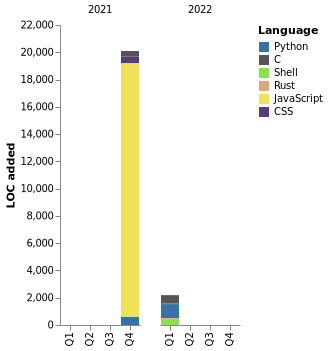 2021 2022
Language
Python
C
Shell
Rust
JavaScript
CSS
LOC added
22,000
20,000
18,000
16,000
14,000
12,000
10,000
8,000
6,000
4,000
2,000
0
Q1 Q2 Q3 Q4 Q1 Q2 Q3 Q4